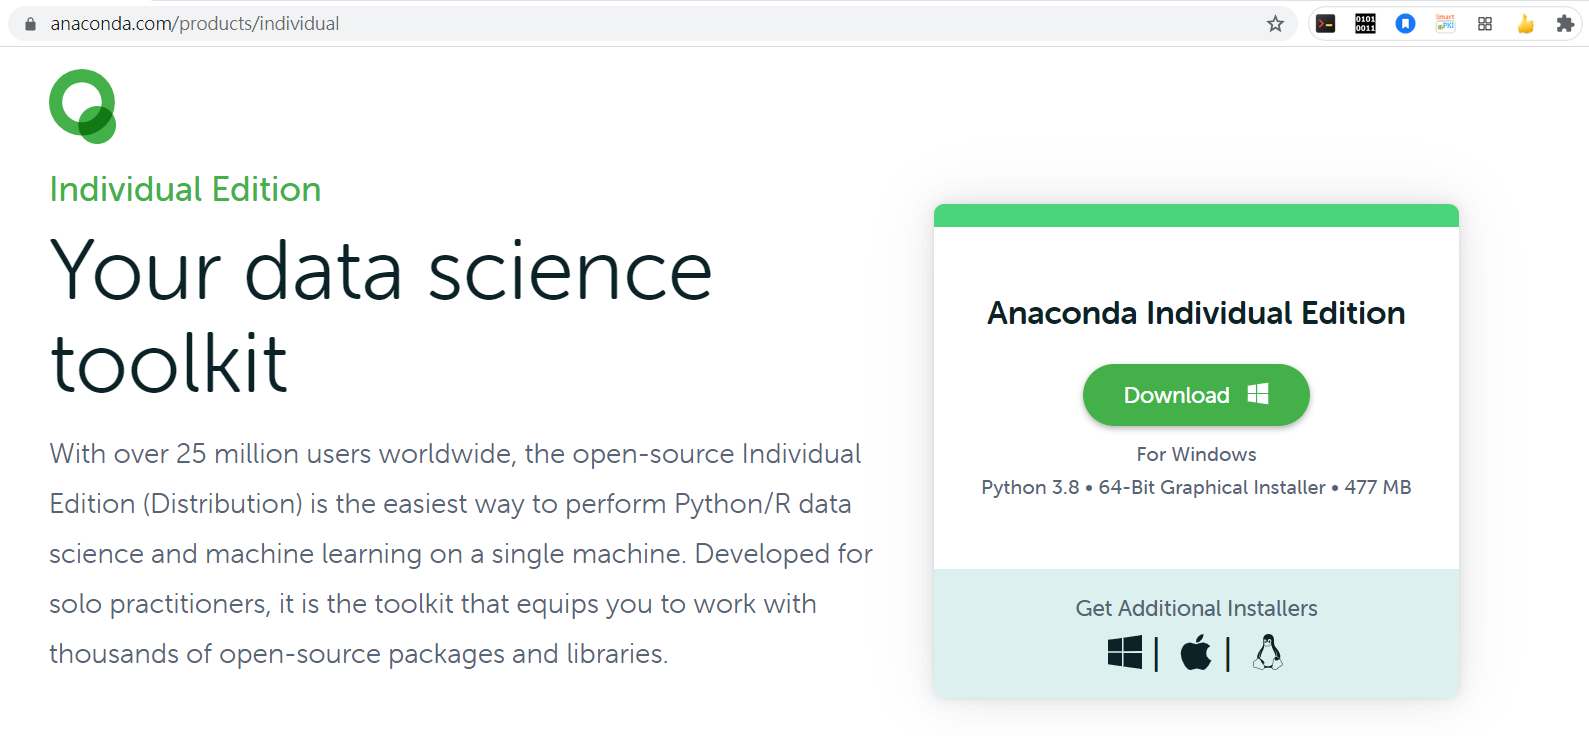 anaconda.com/products/individual
0101
0011
Smart
PKI
Individual Edition
Your data science
toolkit
With over 25 million users worldwide, the open-source Individual
Edition (Distribution) is the easiest way to perform Python/R data
science and machine learning on a single machine. Developed for
solo practitioners, it is the toolkit that equips you to work with
thousands of open-source packages and libraries.
Anaconda Individual Edition
Download
For Windows
Python 3.8 • 64-Bit Graphical Installer • 477 MB
Get Additional Installers